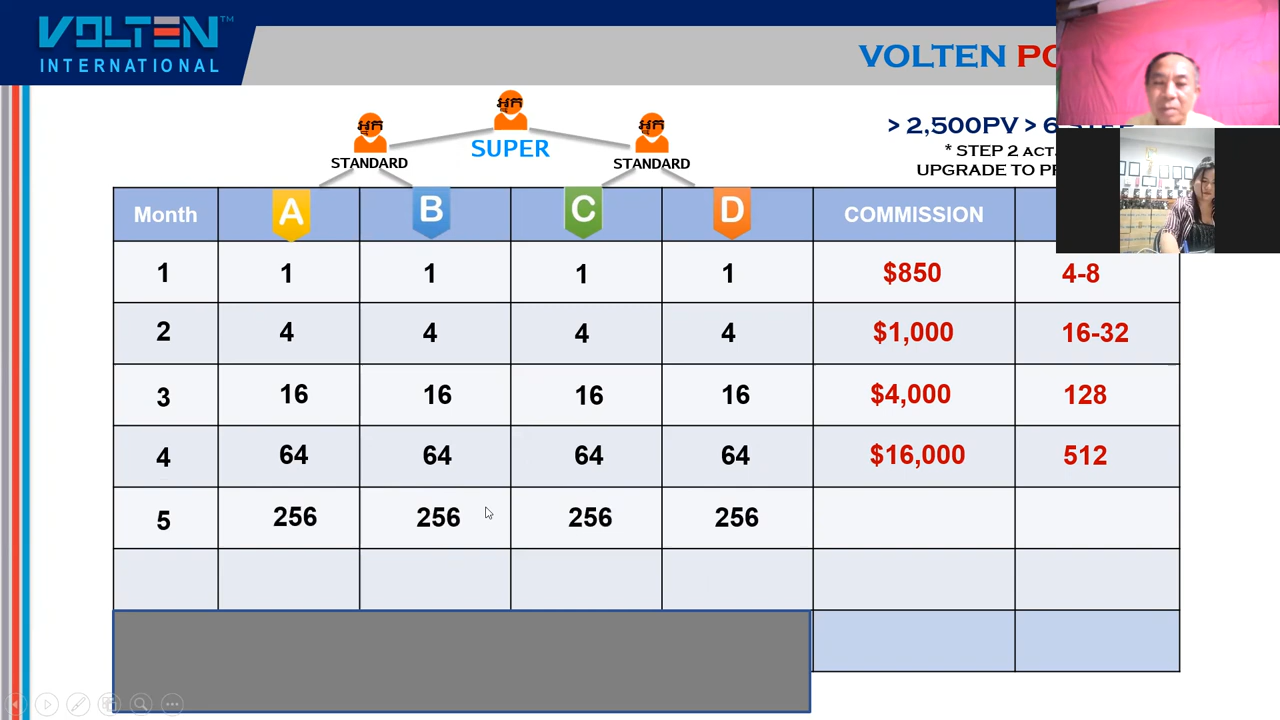 VOLTEN™
INTERNATIONAL
VOLTEN
> 2,500PV > 6 STEP
* STEP 2
UPGRADE TO
អ្នក
SUPER
អ្នក
STANDARD
អ្នក
STANDARD
Month A B C D COMMISSION
1 1 1 1 1 $850 4-8
2 4 4 4 4 $1,000 16-32
3 16 16 16 16 $4,000 128
4 64 64 64 64 $16,000 512
5 256 256 256 256